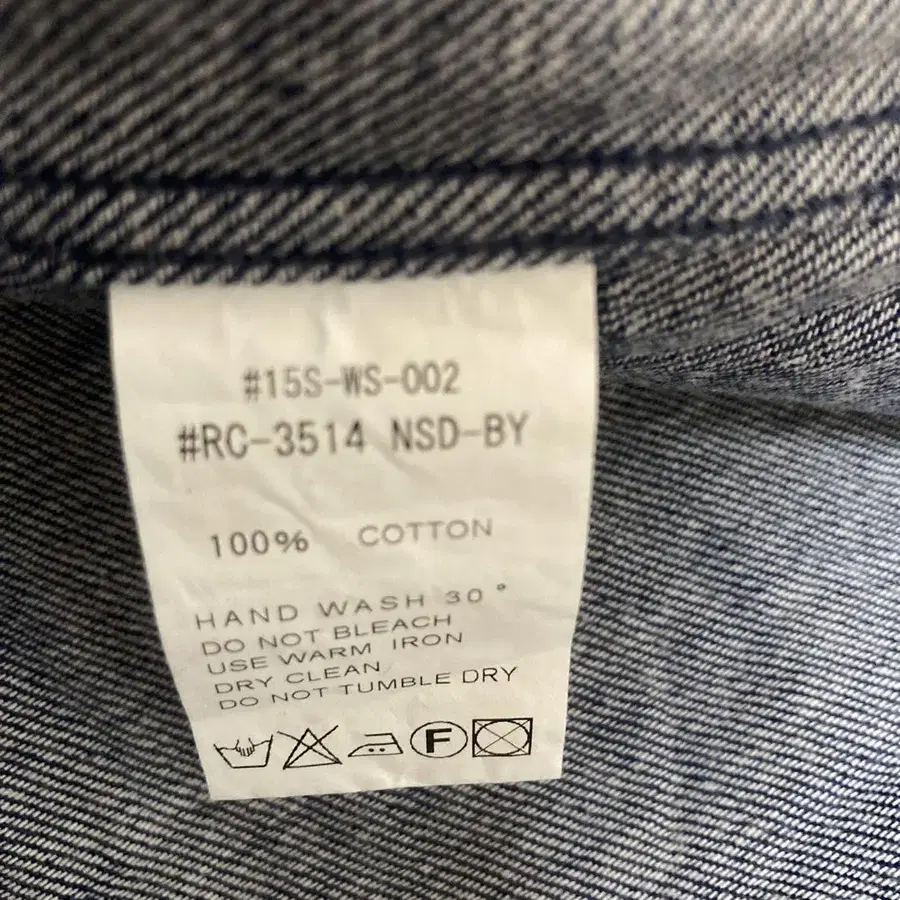 #15S-WS-002
#RC-3514 NSD-BY
100% COTTON
HAND WASH 30°
DO NOT BLEACH
USE WARM IRON
DRY CLEAN
DO NOT TUMBLE DRY
F